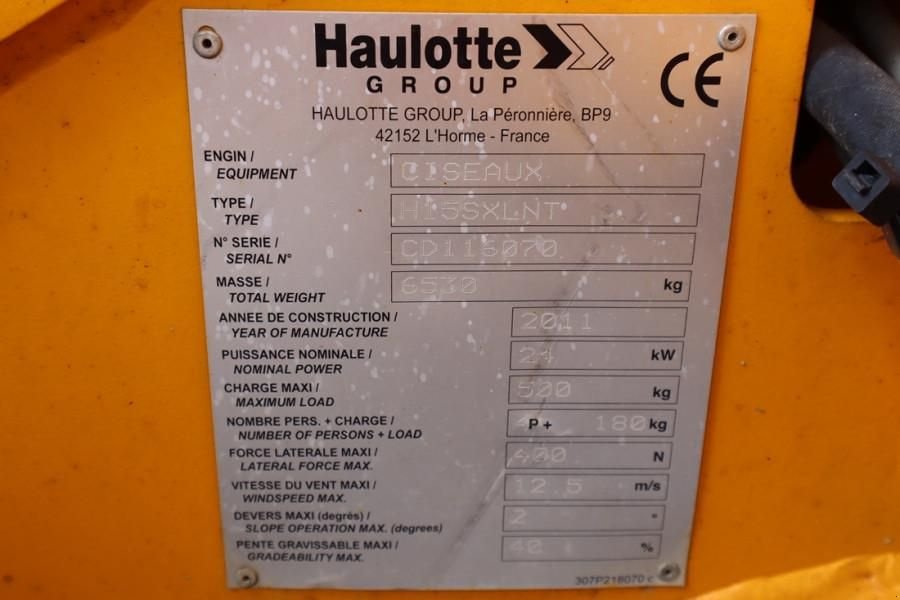 Haulotte
GROUP
CE
HAULOTTE GROUP, La Péronnière, BP9
42152 L'Horme - France
ENGIN /
EQUIPMENT
CISEAUX
TYPE /
TYPE
H15SXLNT
N° SERIE /
SERIAL N°
CD116070
MASSE /
TOTAL WEIGHT
6530 kg
ANNEE DE CONSTRUCTION /
YEAR OF MANUFACTURE
2011
PUISSANCE NOMINALE /
NOMINAL POWER
24 kW
CHARGE MAXI /
MAXIMUM LOAD
500 kg
NOMBRE PERS. + CHARGE /
NUMBER OF PERSONS + LOAD
4 P + 180 kg
FORCE LATERALE MAXI /
LATERAL FORCE MAX.
400 N
VITESSE DU VENT MAXI /
WINDSPEED MAX.
12.5 m/s
DEVERS MAXI (degrés) /
SLOPE OPERATION MAX. (degrees)
2 °
PENTE GRAVISSABLE MAXI /
GRADEABILITY MAX.
40 %
307P218070 c